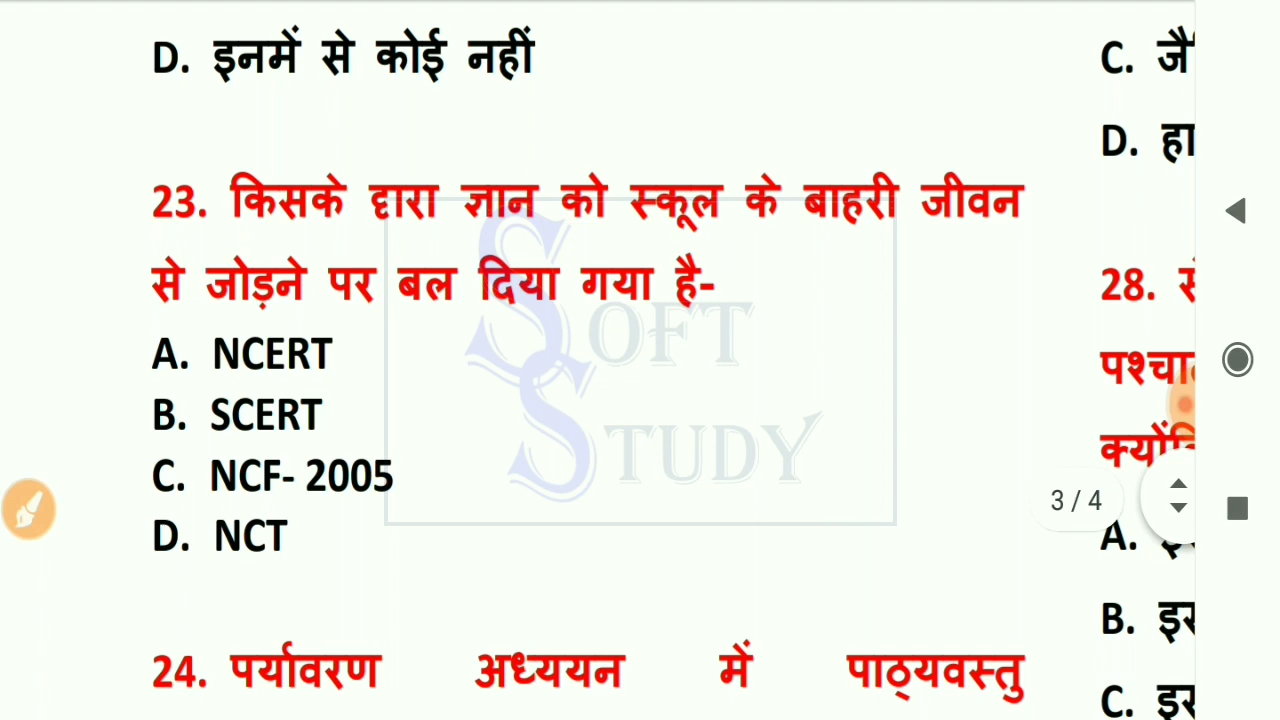 D. इनमें से कोई नहीं
23. किसके द्दारा ज्ञान को स्कूल के बाहरी जीवन
से जोड़ने पर बल दिया गया है-
A. NCERT
B. SCERT
C. NCF- 2005
D. NCT
24. पर्यावरण अध्ययन में पाठ्यवस्तु
SOFT
STUDY
C.
D.
28.
A.
B.
C.
3 / 4